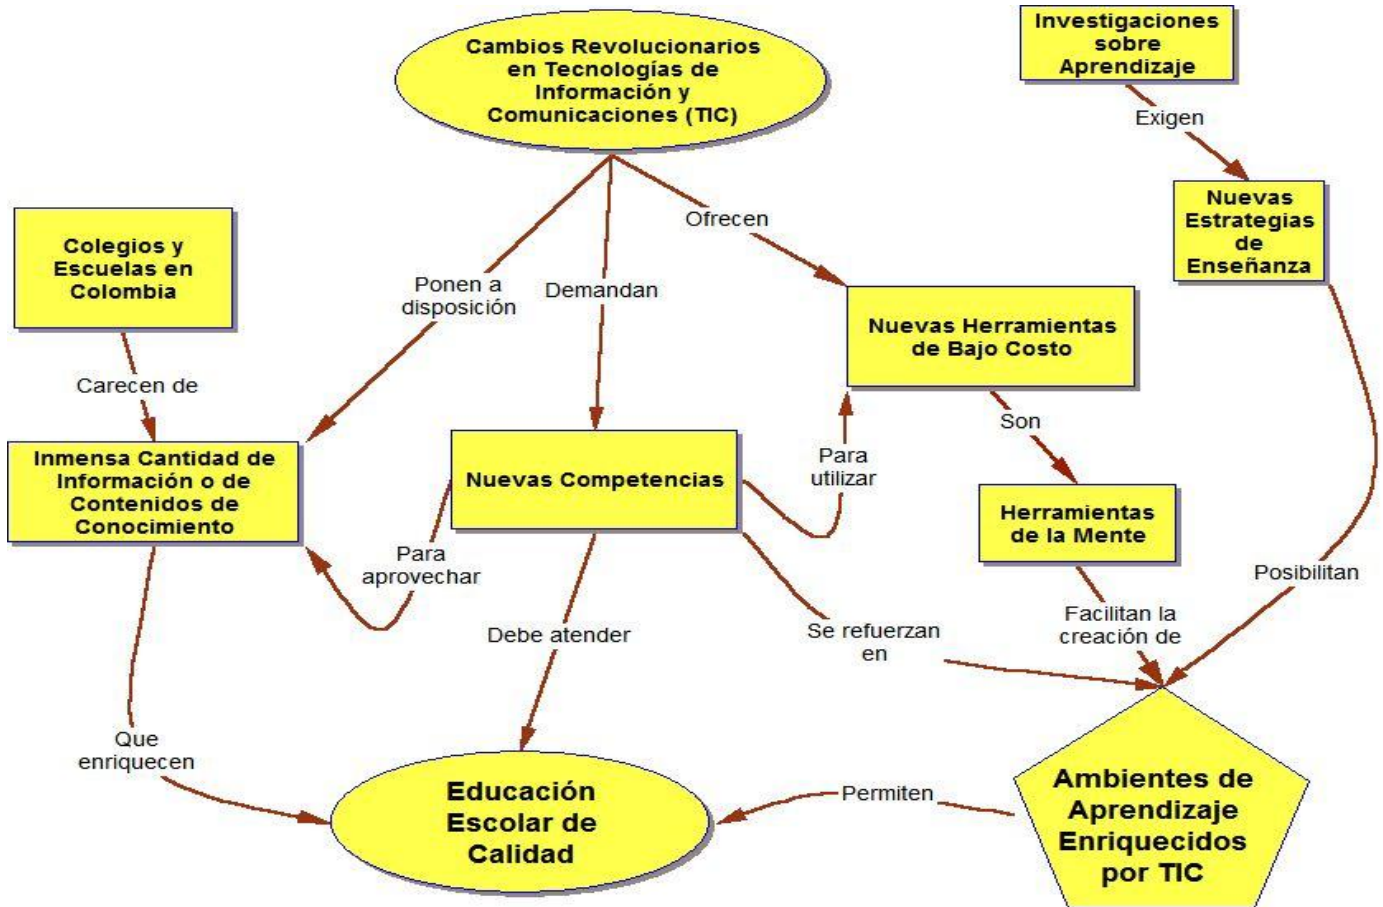 Cambios Revolucionarios
en Tecnologías de
Información y
Comunicaciones (TIC)
Investigaciones
sobre
Aprendizaje
Exigen
Nuevas
Estrategias
de
Enseñanza
Colegios y
Escuelas en
Colombia
Ofrecen
Ponen a
disposición
Demandan
Nuevas Herramientas
de Bajo Costo
Carecen de
Son
Inmensa Cantidad de
Información o de
Contenidos de
Conocimiento
Nuevas Competencias
Para
utilizar
Herramientas
de la Mente
Para
aprovechar
Posibilitan
Debe atender
Se refuerzan
en
Facilitan la
creación de
Que
enriquecen
Educación
Escolar de
Calidad
Permiten
Ambientes de
Aprendizaje
Enriquecidos
por TIC